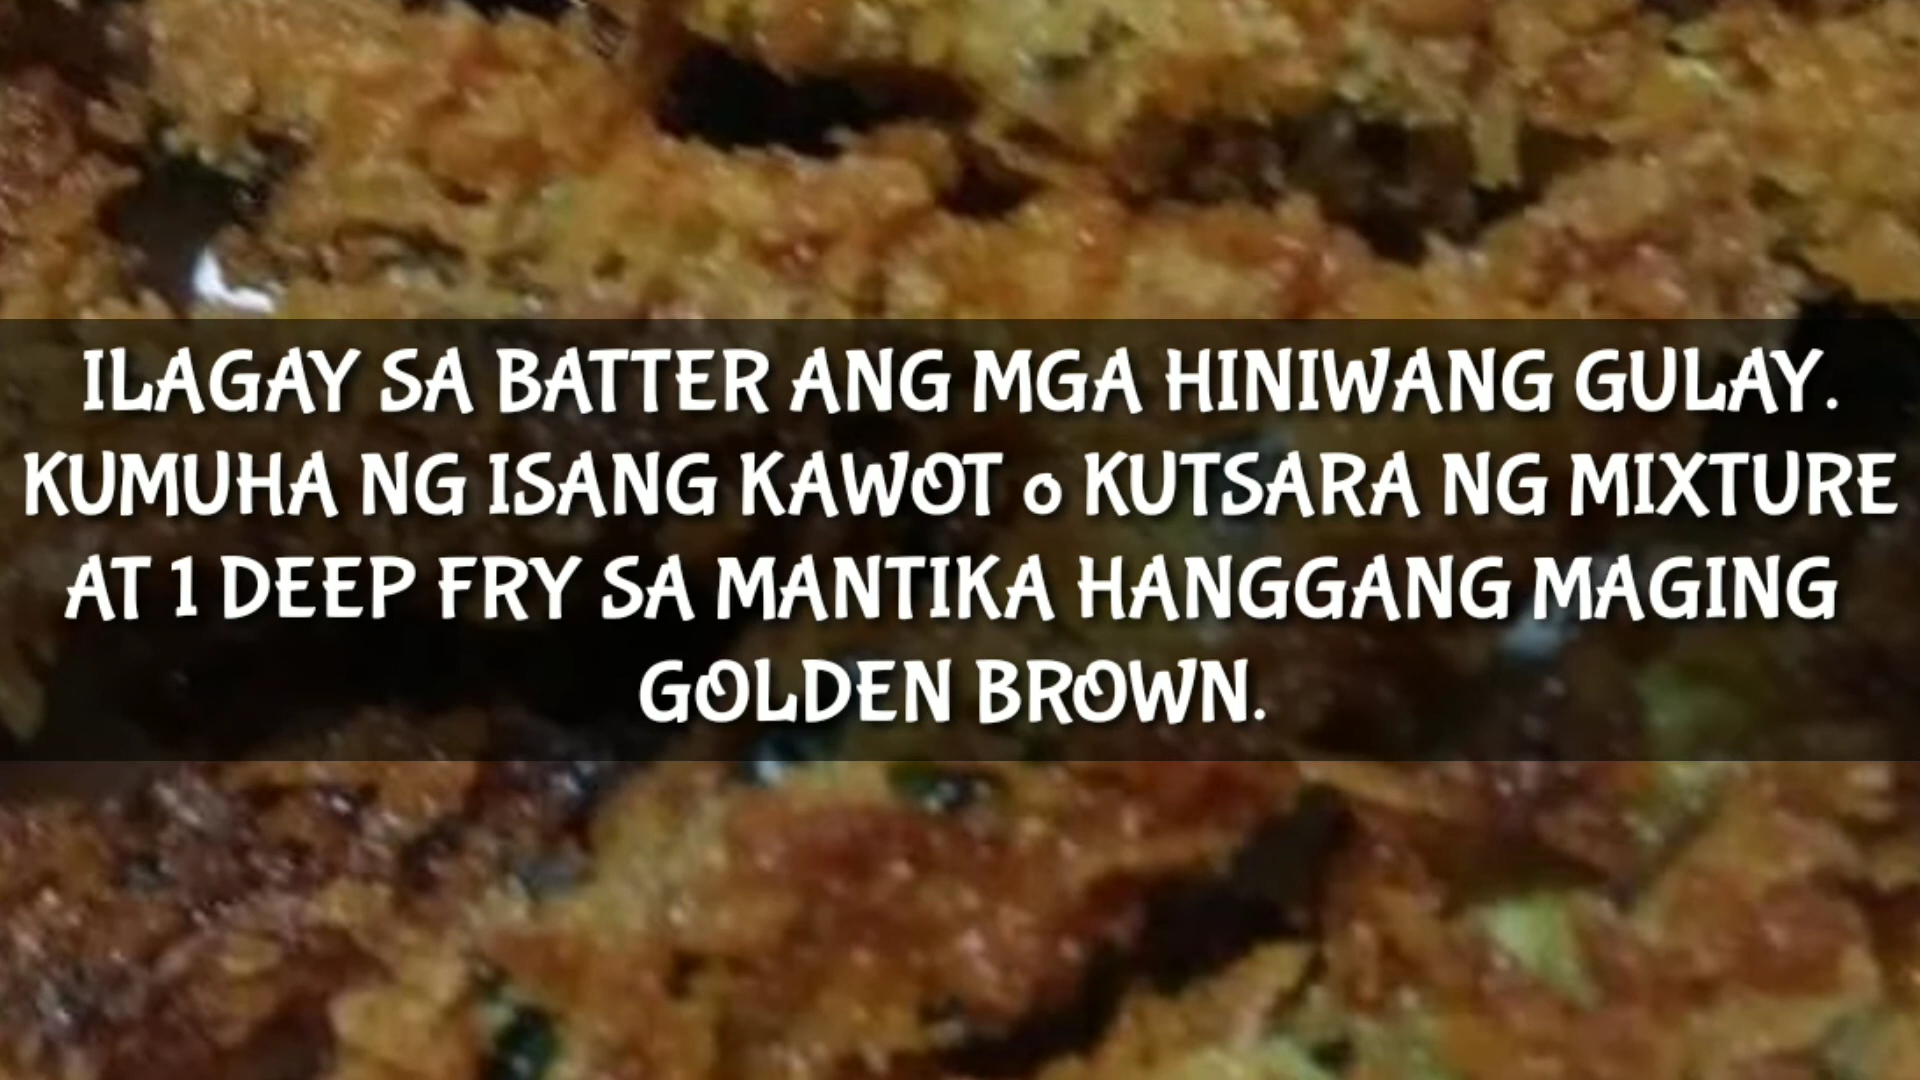 ILAGAY SA BATTER ANG MGA HINIWANG GULAY.
KUMUHA NG ISANG KAWOT o KUTSARA NG MIXTURE
AT 1 DEEP FRY SA MANTIKA HANGGANG MAGING
GOLDEN BROWN.